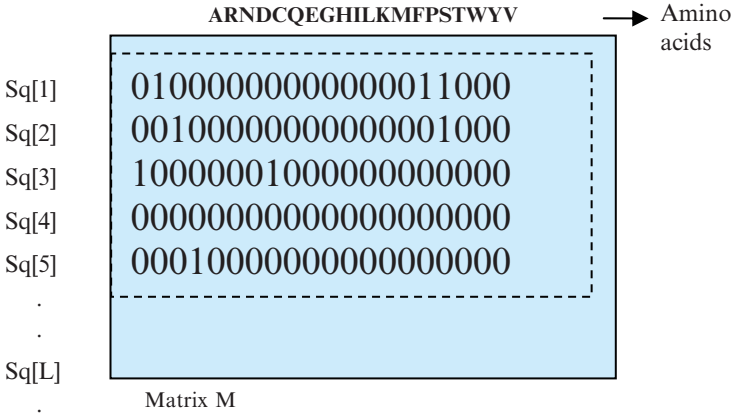 ARNDCQEGHILKMFPSTWYV Amino
acids
Sq[1] 01000000000000011000
Sq[2] 00100000000000001000
Sq[3] 10000001000000000000
Sq[4] 00000000000000000000
Sq[5] 00010000000000000000
.
.
Sq[L]
Matrix M
.